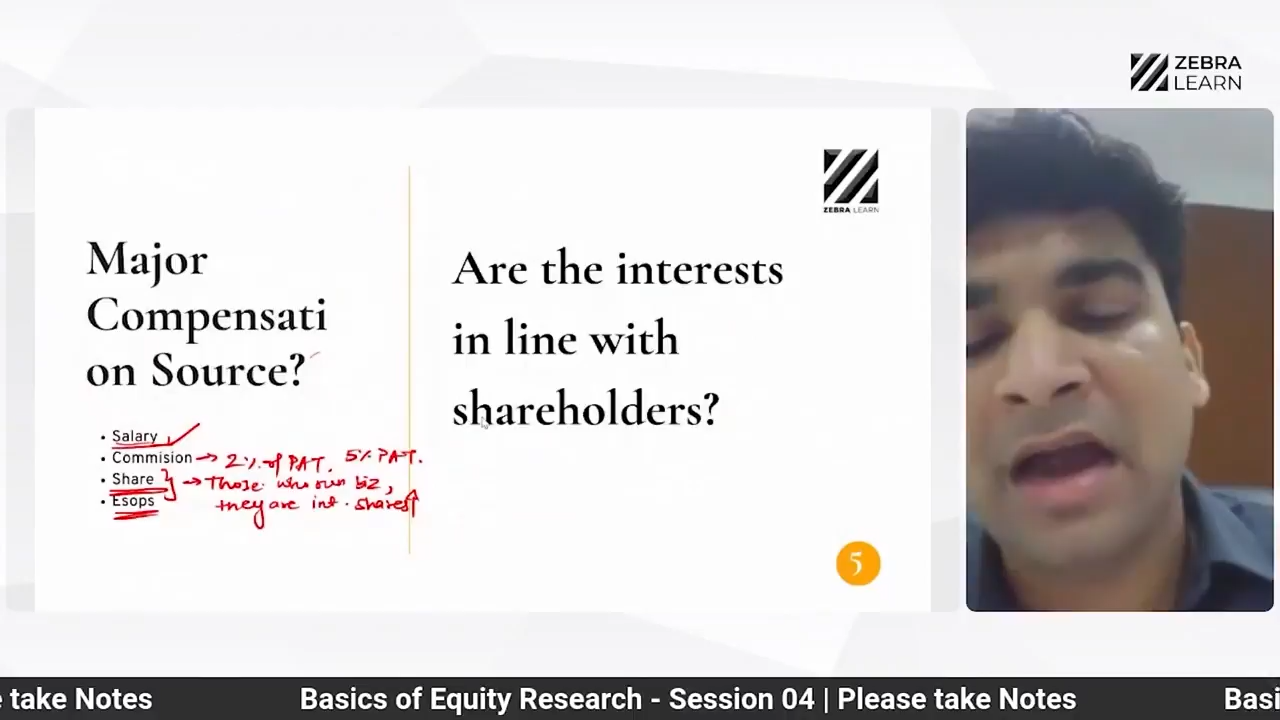 ZEBRA
LEARN
ZEBRA LEARN
Major
Compensati
on Source?
• Salary
• Commision → 2% of PAT, 5% PAT.
• Share → Those who run biz,
• Esops they are int. shares↑
Are the interests
in line with
shareholders?
5
e take Notes Basics of Equity Research - Session 04 | Please take Notes Basi